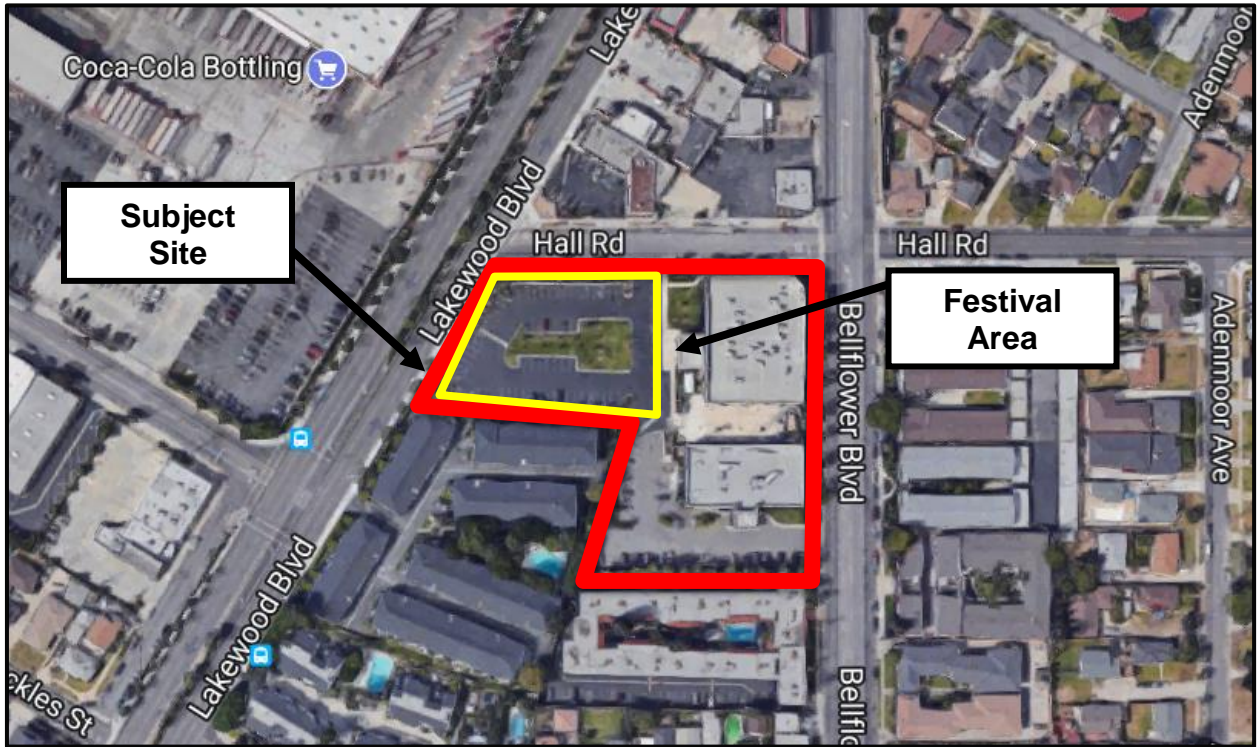 Coca-Cola Bottling
Lake
Adenmoor
Subject
Site
Lakewood Blvd
Hall Rd
Hall Rd
Festival
Area
Bellflower Blvd
Adenmoor Ave
Lakewood Blvd
ckles St
Bellflo